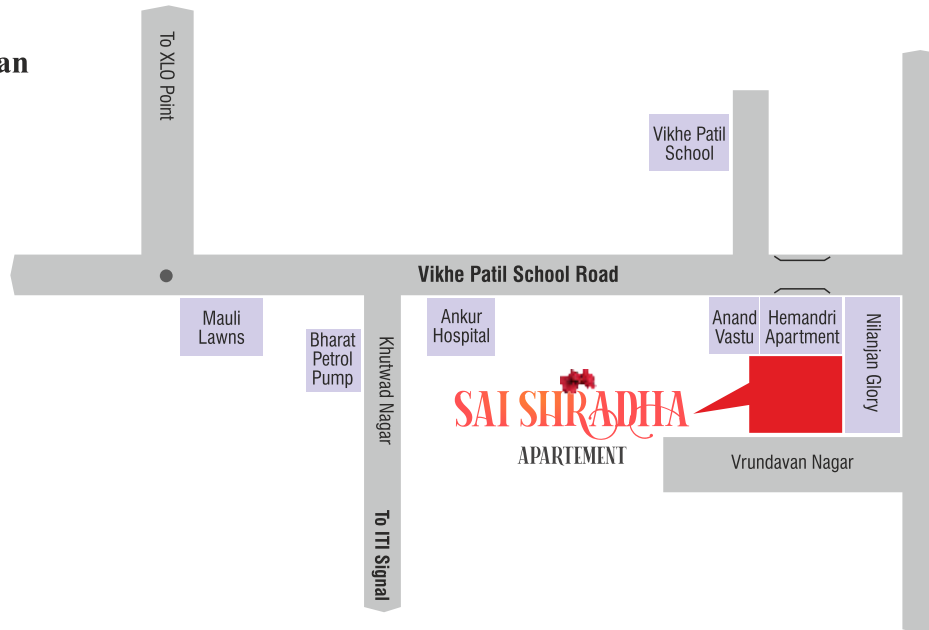 an
To XLO Point
Vikhe Patil
School
Vikhe Patil School Road
Mauli
Lawns
Bharat
Petrol
Pump
Khutwad Nagar
To ITI Signal
Ankur
Hospital
Anand
Vastu
Hemandri
Apartment
Nilanjan Glory
SAI SHRADHA
APARTEMENT
Vrundavan Nagar